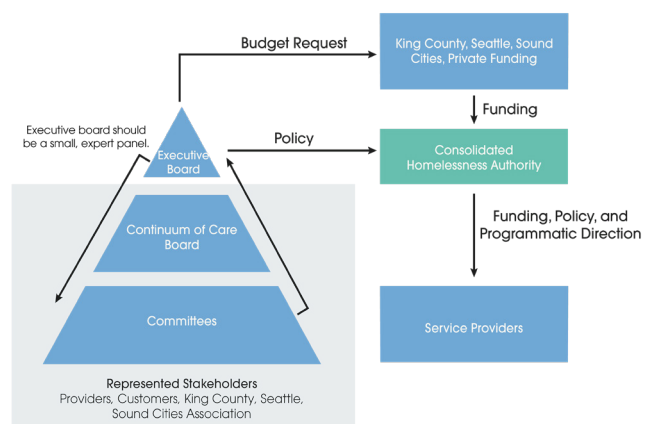 Budget Request
King County, Seattle, Sound
Cities, Private Funding
Funding
Executive board should
be a small, expert panel.
Policy
Executive
Board
Consolidated
Homelessness Authority
Continuum of Care
Board
Funding, Policy, and
Programmatic Direction
Committees
Service Providers
Represented Stakeholders
Providers, Customers, King County, Seattle,
Sound Cities Association